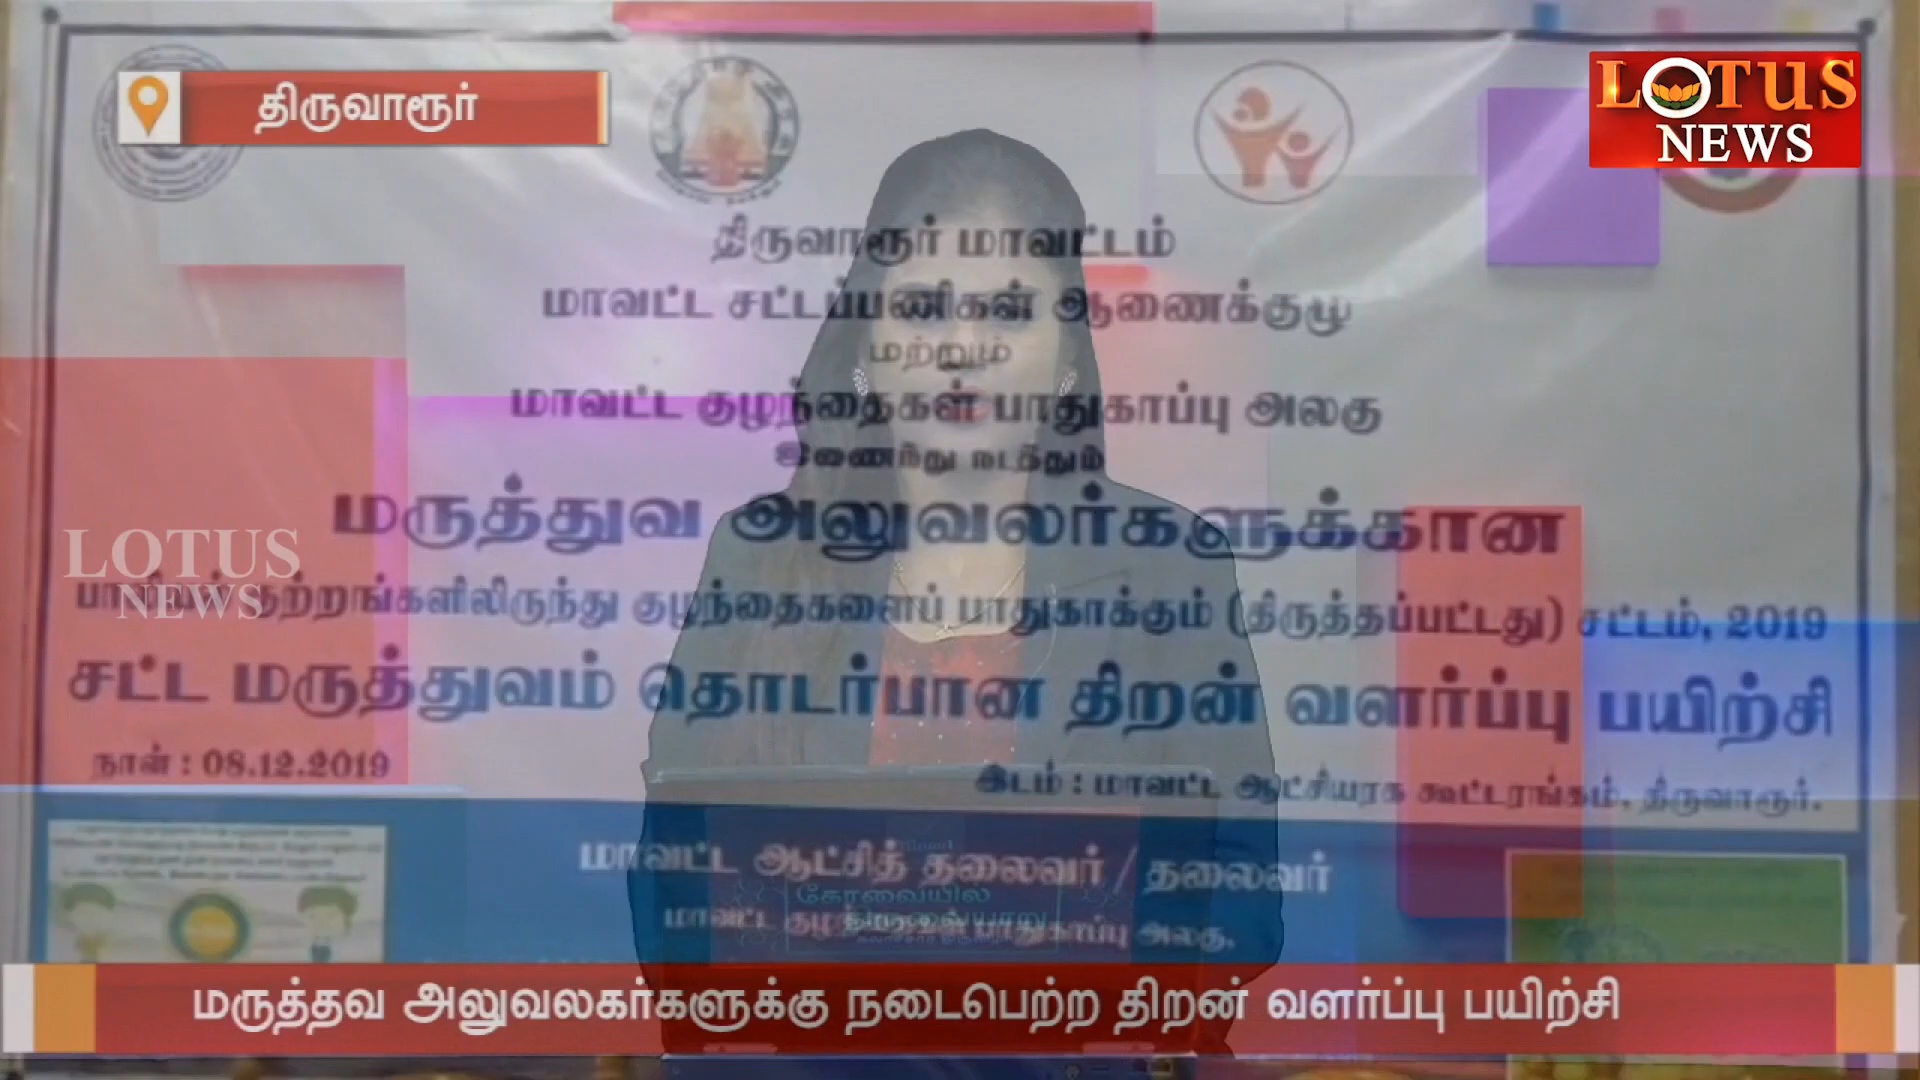 திருவாரூர்
LOTUS
NEWS
திருவாரூர் மாவட்டம்
மாவட்ட சட்டப்பணிகள் ஆணைக்குழு
மற்றும்
மாவட்ட குழந்தைகள் பாதுகாப்பு அலகு
இணைந்து நடத்தும்
மருத்துவ அலுவலர்களுக்கான
LOTUS
NEWS
குற்றங்களிலிருந்து குழந்தைகளைப் பாதுகாக்கும் (திருத்தப்பட்டது) சட்டம், 2019
சட்ட மருத்துவம் தொடர்பான திறன் வளர்ப்பு பயிற்சி
நாள் : 08.12.2019
இடம் : மாவட்ட ஆட்சியரக கூட்டரங்கம், திருவாரூர்.
மாவட்ட ஆட்சித் தலைவர் / தலைவர்
மாவட்ட குழந்தைகள் பாதுகாப்பு அலகு.
மருத்தவ அலுவலகர்களுக்கு நடைபெற்ற திறன் வளர்ப்பு பயிற்சி